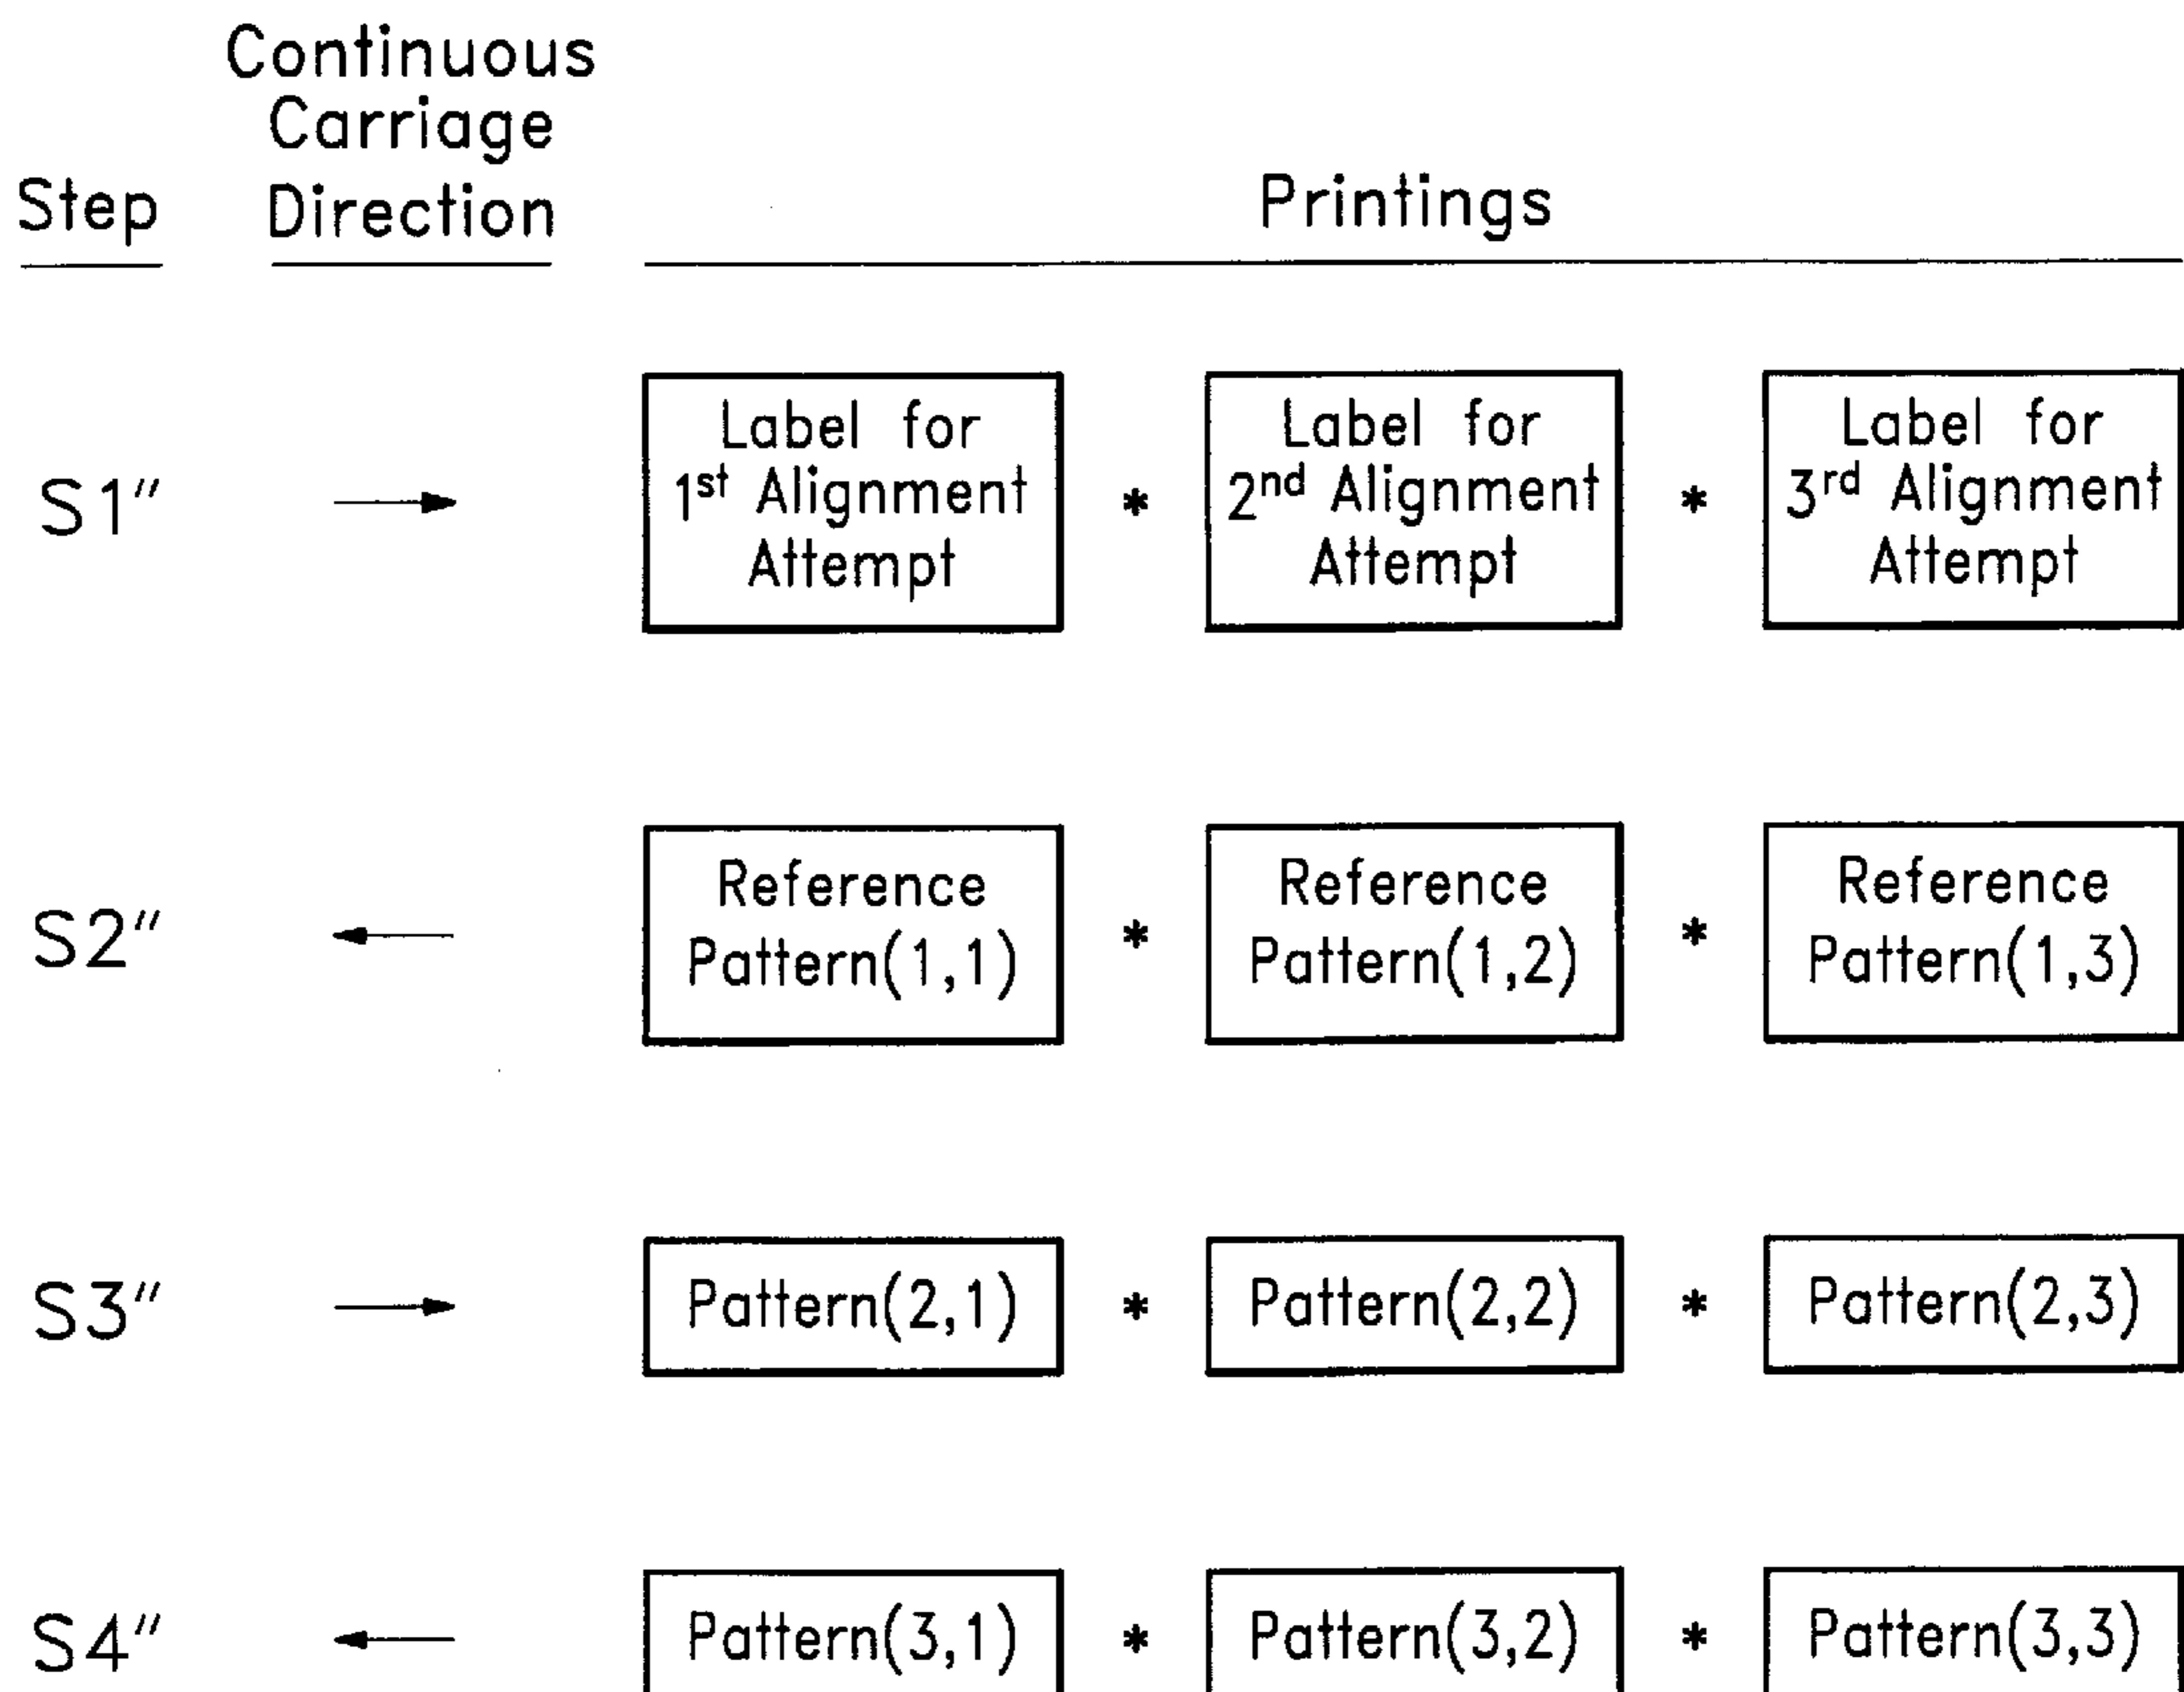 Continuous
Carriage
Step Direction Printings
Label for Label for Label for
S1″ 1st Alignment * 2nd Alignment * 3rd Alignment
Attempt Attempt Attempt
Reference Reference Reference
S2″ Pattern(1,1) * Pattern(1,2) * Pattern(1,3)
S3″ Pattern(2,1) * Pattern(2,2) * Pattern(2,3)
S4″ Pattern(3,1) * Pattern(3,2) * Pattern(3,3)